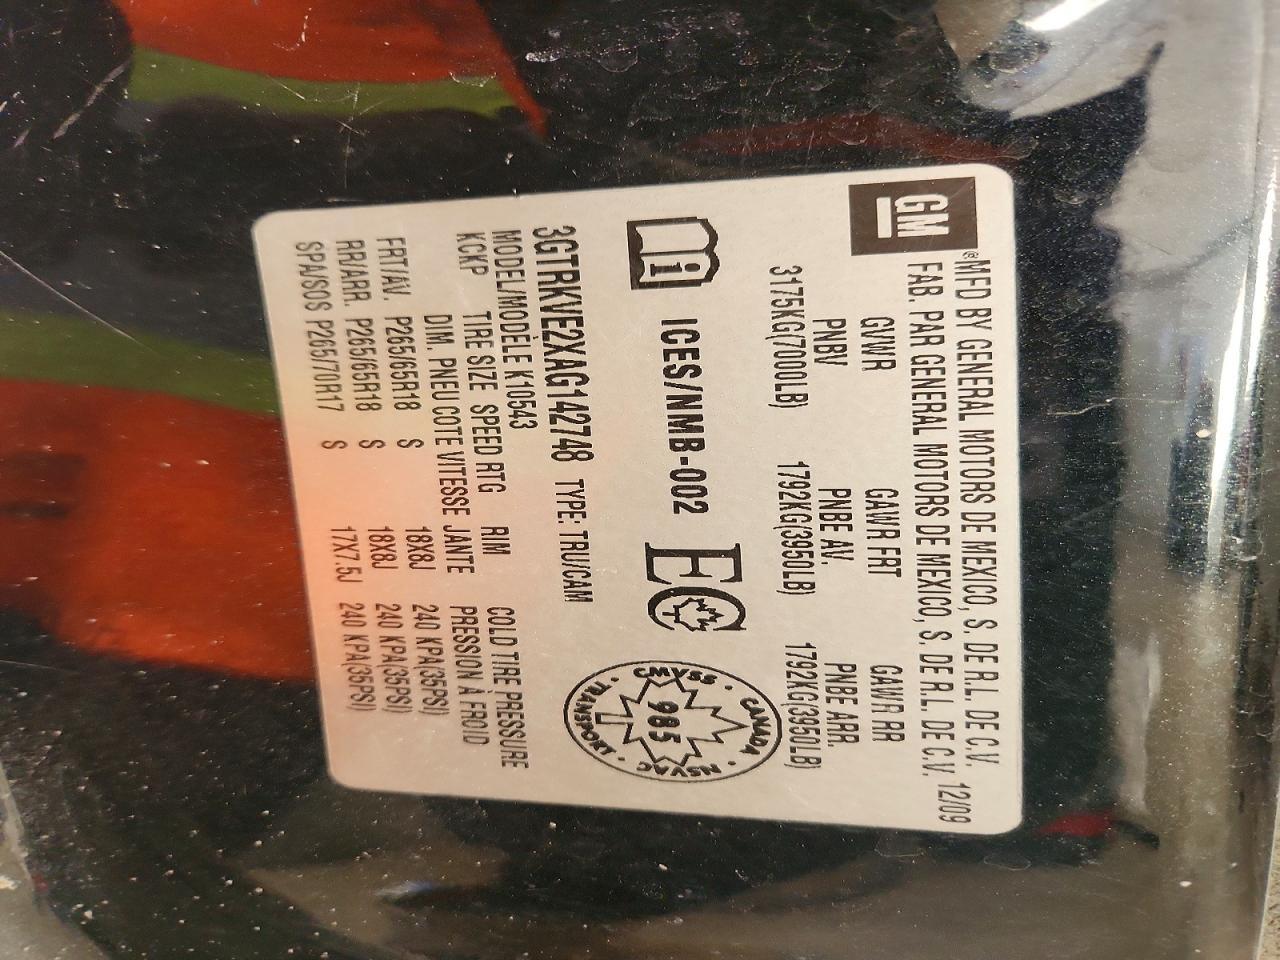 GM
®MFD BY GENERAL MOTORS DE MEXICO, S. DE R.L. DE C.V.
FAB. PAR GENERAL MOTORS DE MEXICO, S. DE R.L. DE C.V. 12/09
GVWR GAWR FRT GAWR RR
PNBV PNBE AV. PNBE ARR.
3175KG(7000LB) 1792KG(3950LB) 1792KG(3950LB)
i ICES/NMB-002 EC
CANADA · NSVAC · TRANSPORT · CMVSS ·
985
T
3GTRKVE2XAG142748 TYPE: TRU/CAM
MODEL/MODÈLE K10543
KCKP TIRE SIZE SPEED RTG RIM COLD TIRE PRESSURE
DIM. PNEU COTE VITESSE JANTE PRESSION À FROID
FRT/AV. P265/65R18 S 18X8J 240 KPA(35PSI)
RR/ARR. P265/65R18 S 18X8J 240 KPA(35PSI)
SPA/SOS P265/70R17 S 17X7.5J 240 KPA(35PSI)